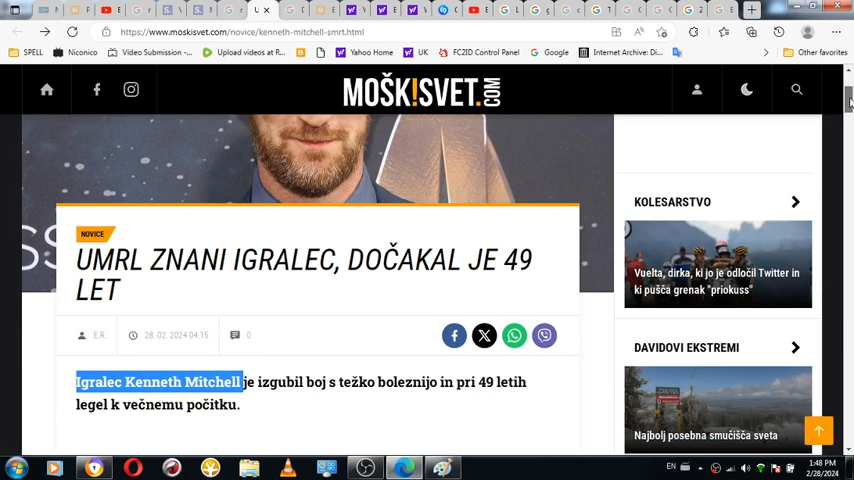 https://www.moskisvet.com/novice/kenneth-mitchell-smrt.html
SPELL
Niconico
Video Submission -...
Upload videos at R...
Yahoo Home
UK
FC2ID Control Panel
Google
Internet Archive: Di...
Other favorites
MOŠK!SVET.COM
NOVICE
UMRL ZNANI IGRALEC, DOČAKAL JE 49
LET
E.R.
28. 02. 2024 04.15
0
Igralec Kenneth Mitchell je izgubil boj s težko boleznijo in pri 49 letih
legel k večnemu počitku.
KOLESARSTVO
Vuelta, dirka, ki jo je odločil Twitter in
ki pušča grenak "priokuss"
DAVIDOVI EKSTREMI
Najbolj posebna smučišča sveta
EN
1:48 PM
2/28/2024